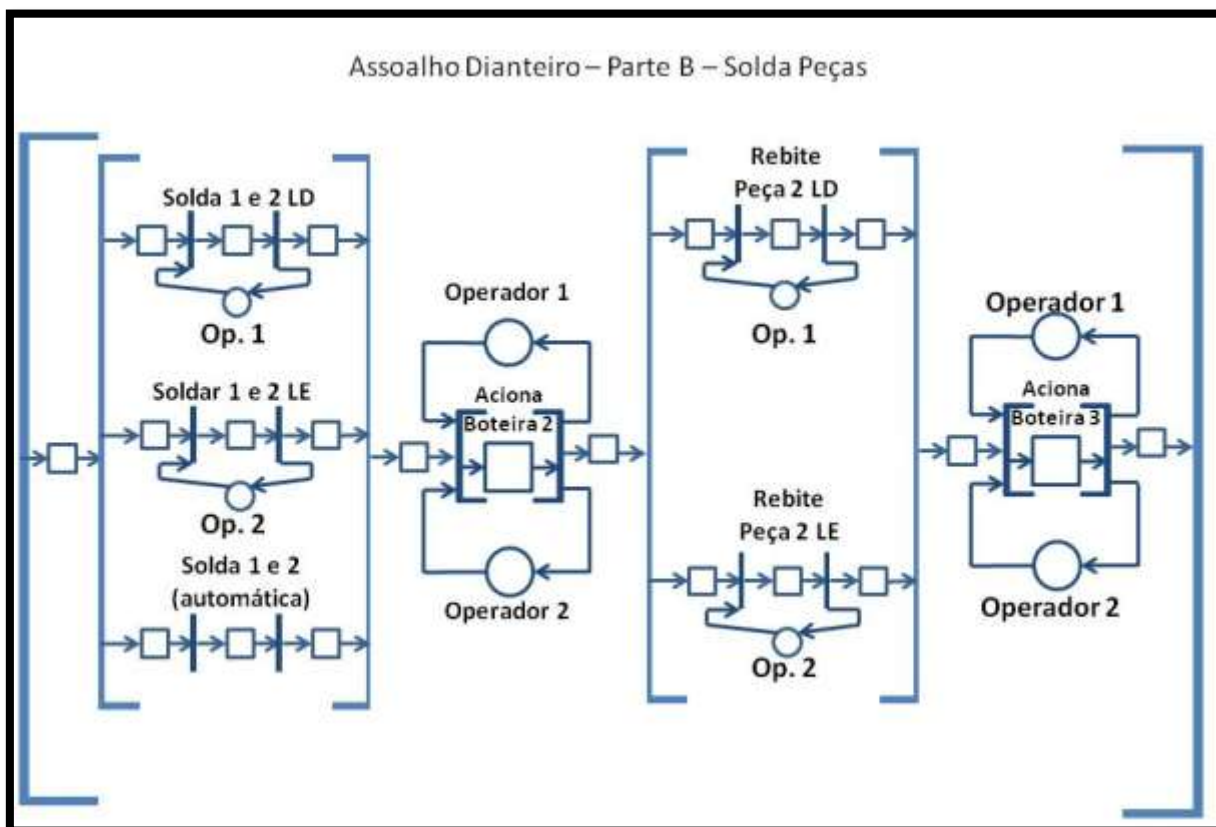 Assoalho Dianteiro – Parte B – Solda Peças
Solda 1 e 2 LD
Op. 1
Soldar 1 e 2 LE
Op. 2
Solda 1 e 2
(automática)
Operador 1
Aciona
Boteira 2
Operador 2
Rebite
Peça 2 LD
Op. 1
Rebite
Peça 2 LE
Op. 2
Operador 1
Aciona
Boteira 3
Operador 2